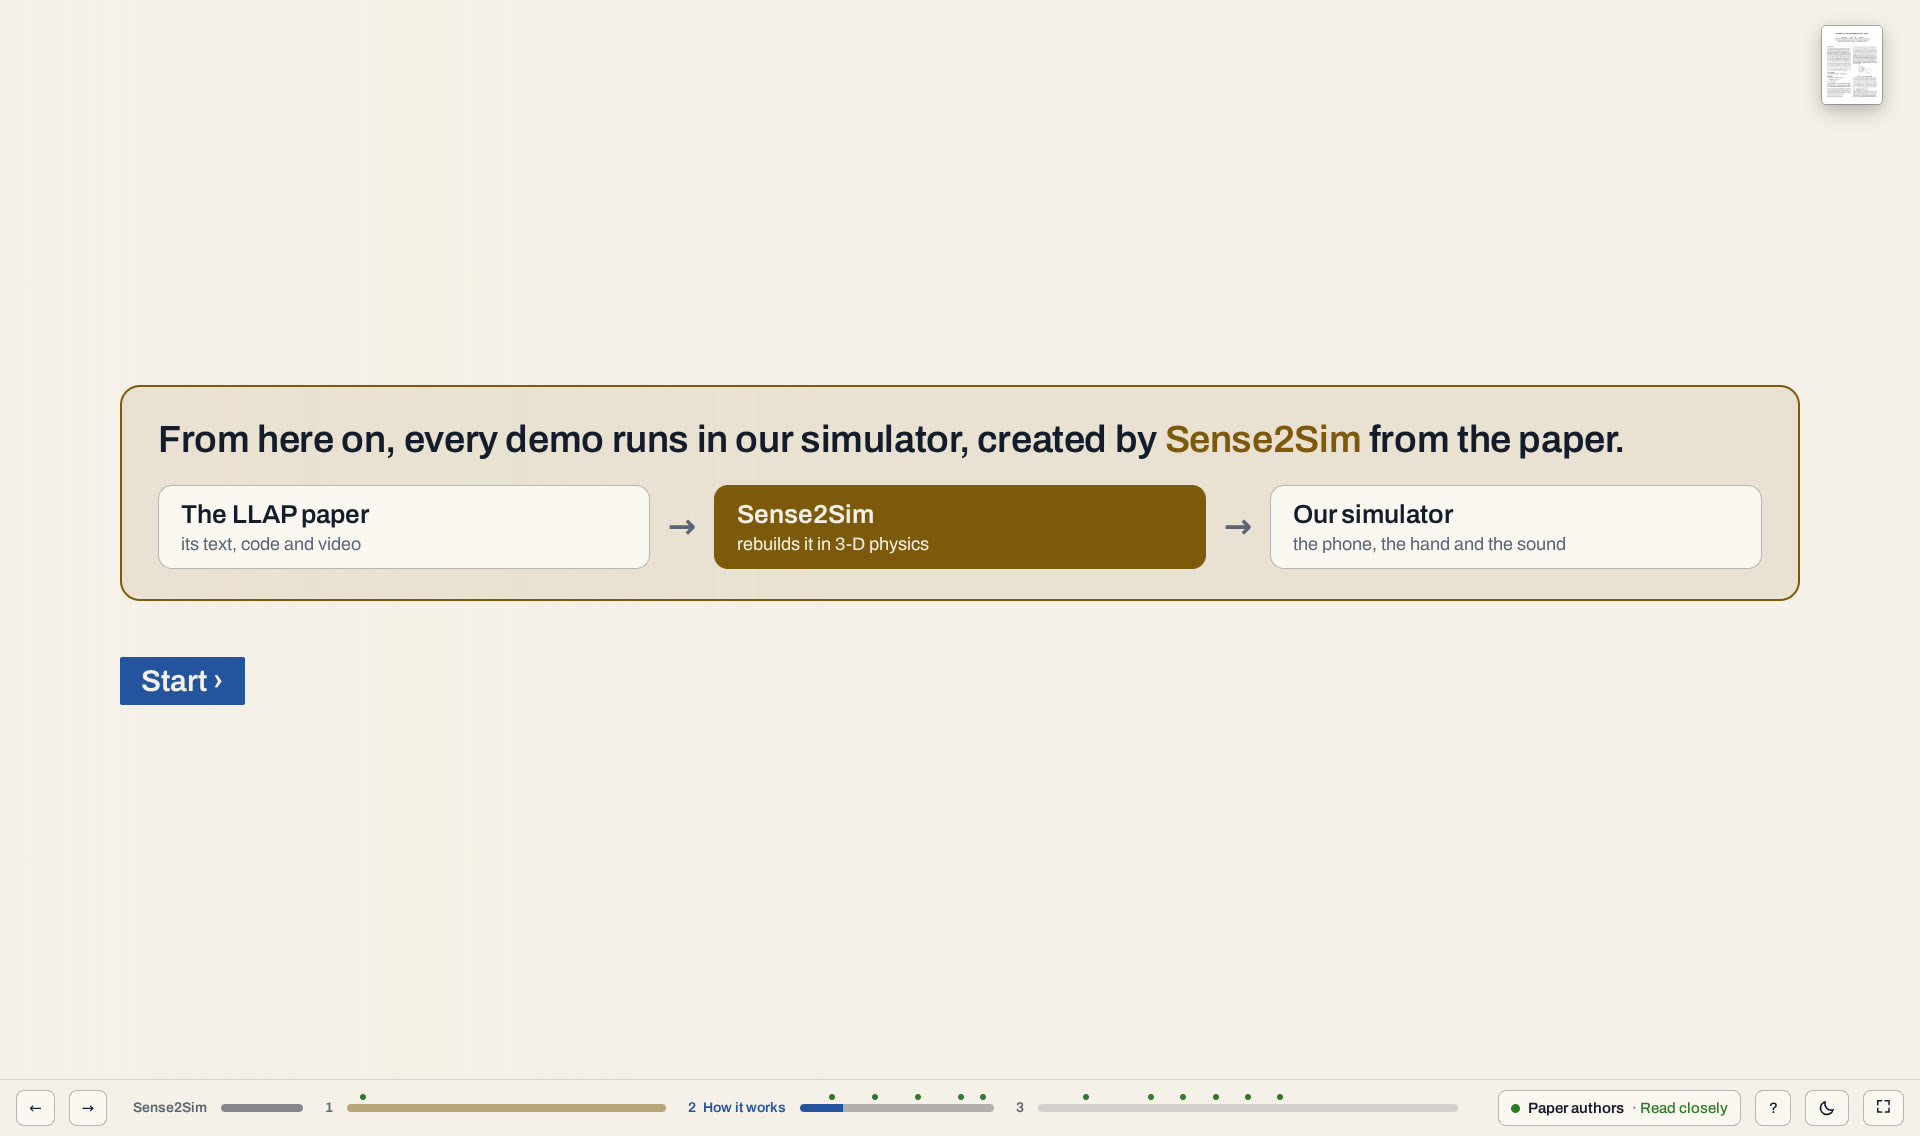 From here on, every demo runs in our simulator, created by Sense2Sim from the paper.
The LLAP paper
its text, code and video
→
Sense2Sim
rebuilds it in 3-D physics
→
Our simulator
the phone, the hand and the sound
Start ›
← → Sense2Sim 1 2 How it works 3 Paper authors · Read closely ?